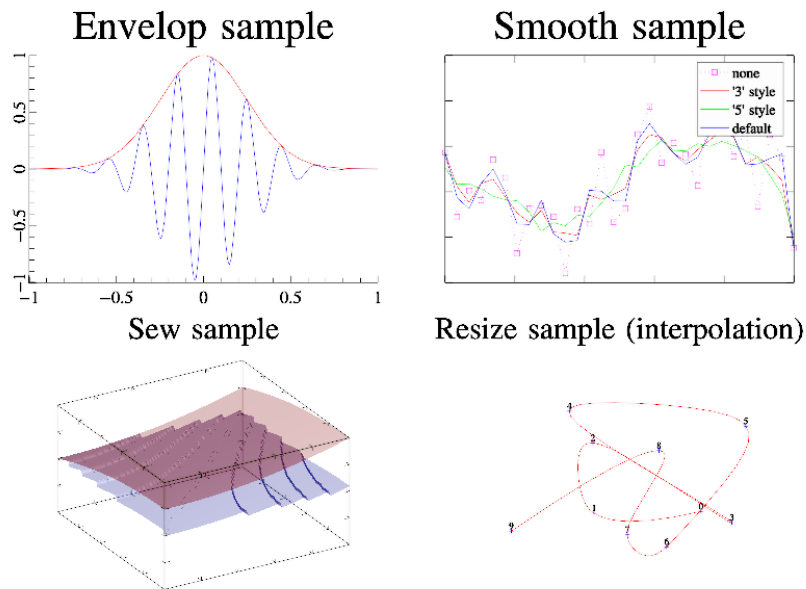 Envelop sample
Smooth sample
1
0.5
0
−0.5
−1
−1
−0.5
0
0.5
1
none
'3' style
'5' style
default
Sew sample
Resize sample (interpolation)
4
5
2
8
1
0
3
9
7
6